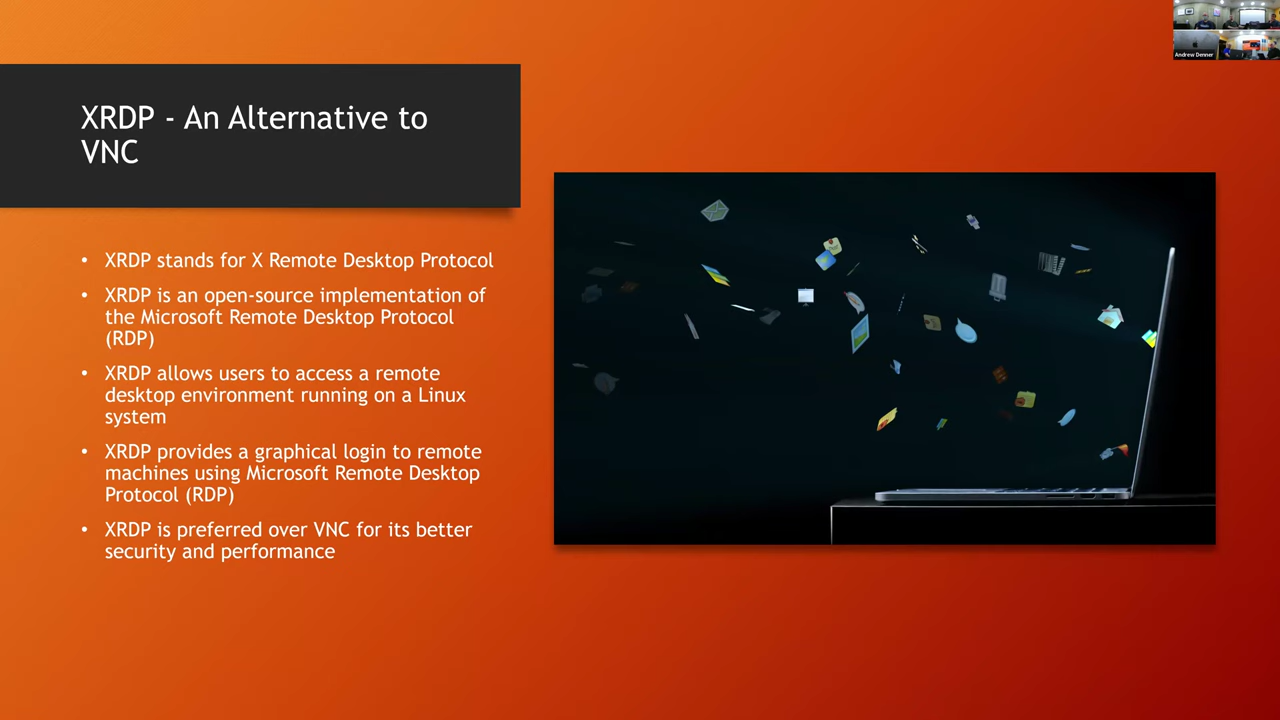 XRDP - An Alternative to
VNC
• XRDP stands for X Remote Desktop Protocol
• XRDP is an open-source implementation of
the Microsoft Remote Desktop Protocol
(RDP)
• XRDP allows users to access a remote
desktop environment running on a Linux
system
• XRDP provides a graphical login to remote
machines using Microsoft Remote Desktop
Protocol (RDP)
• XRDP is preferred over VNC for its better
security and performance
Andrew Denner